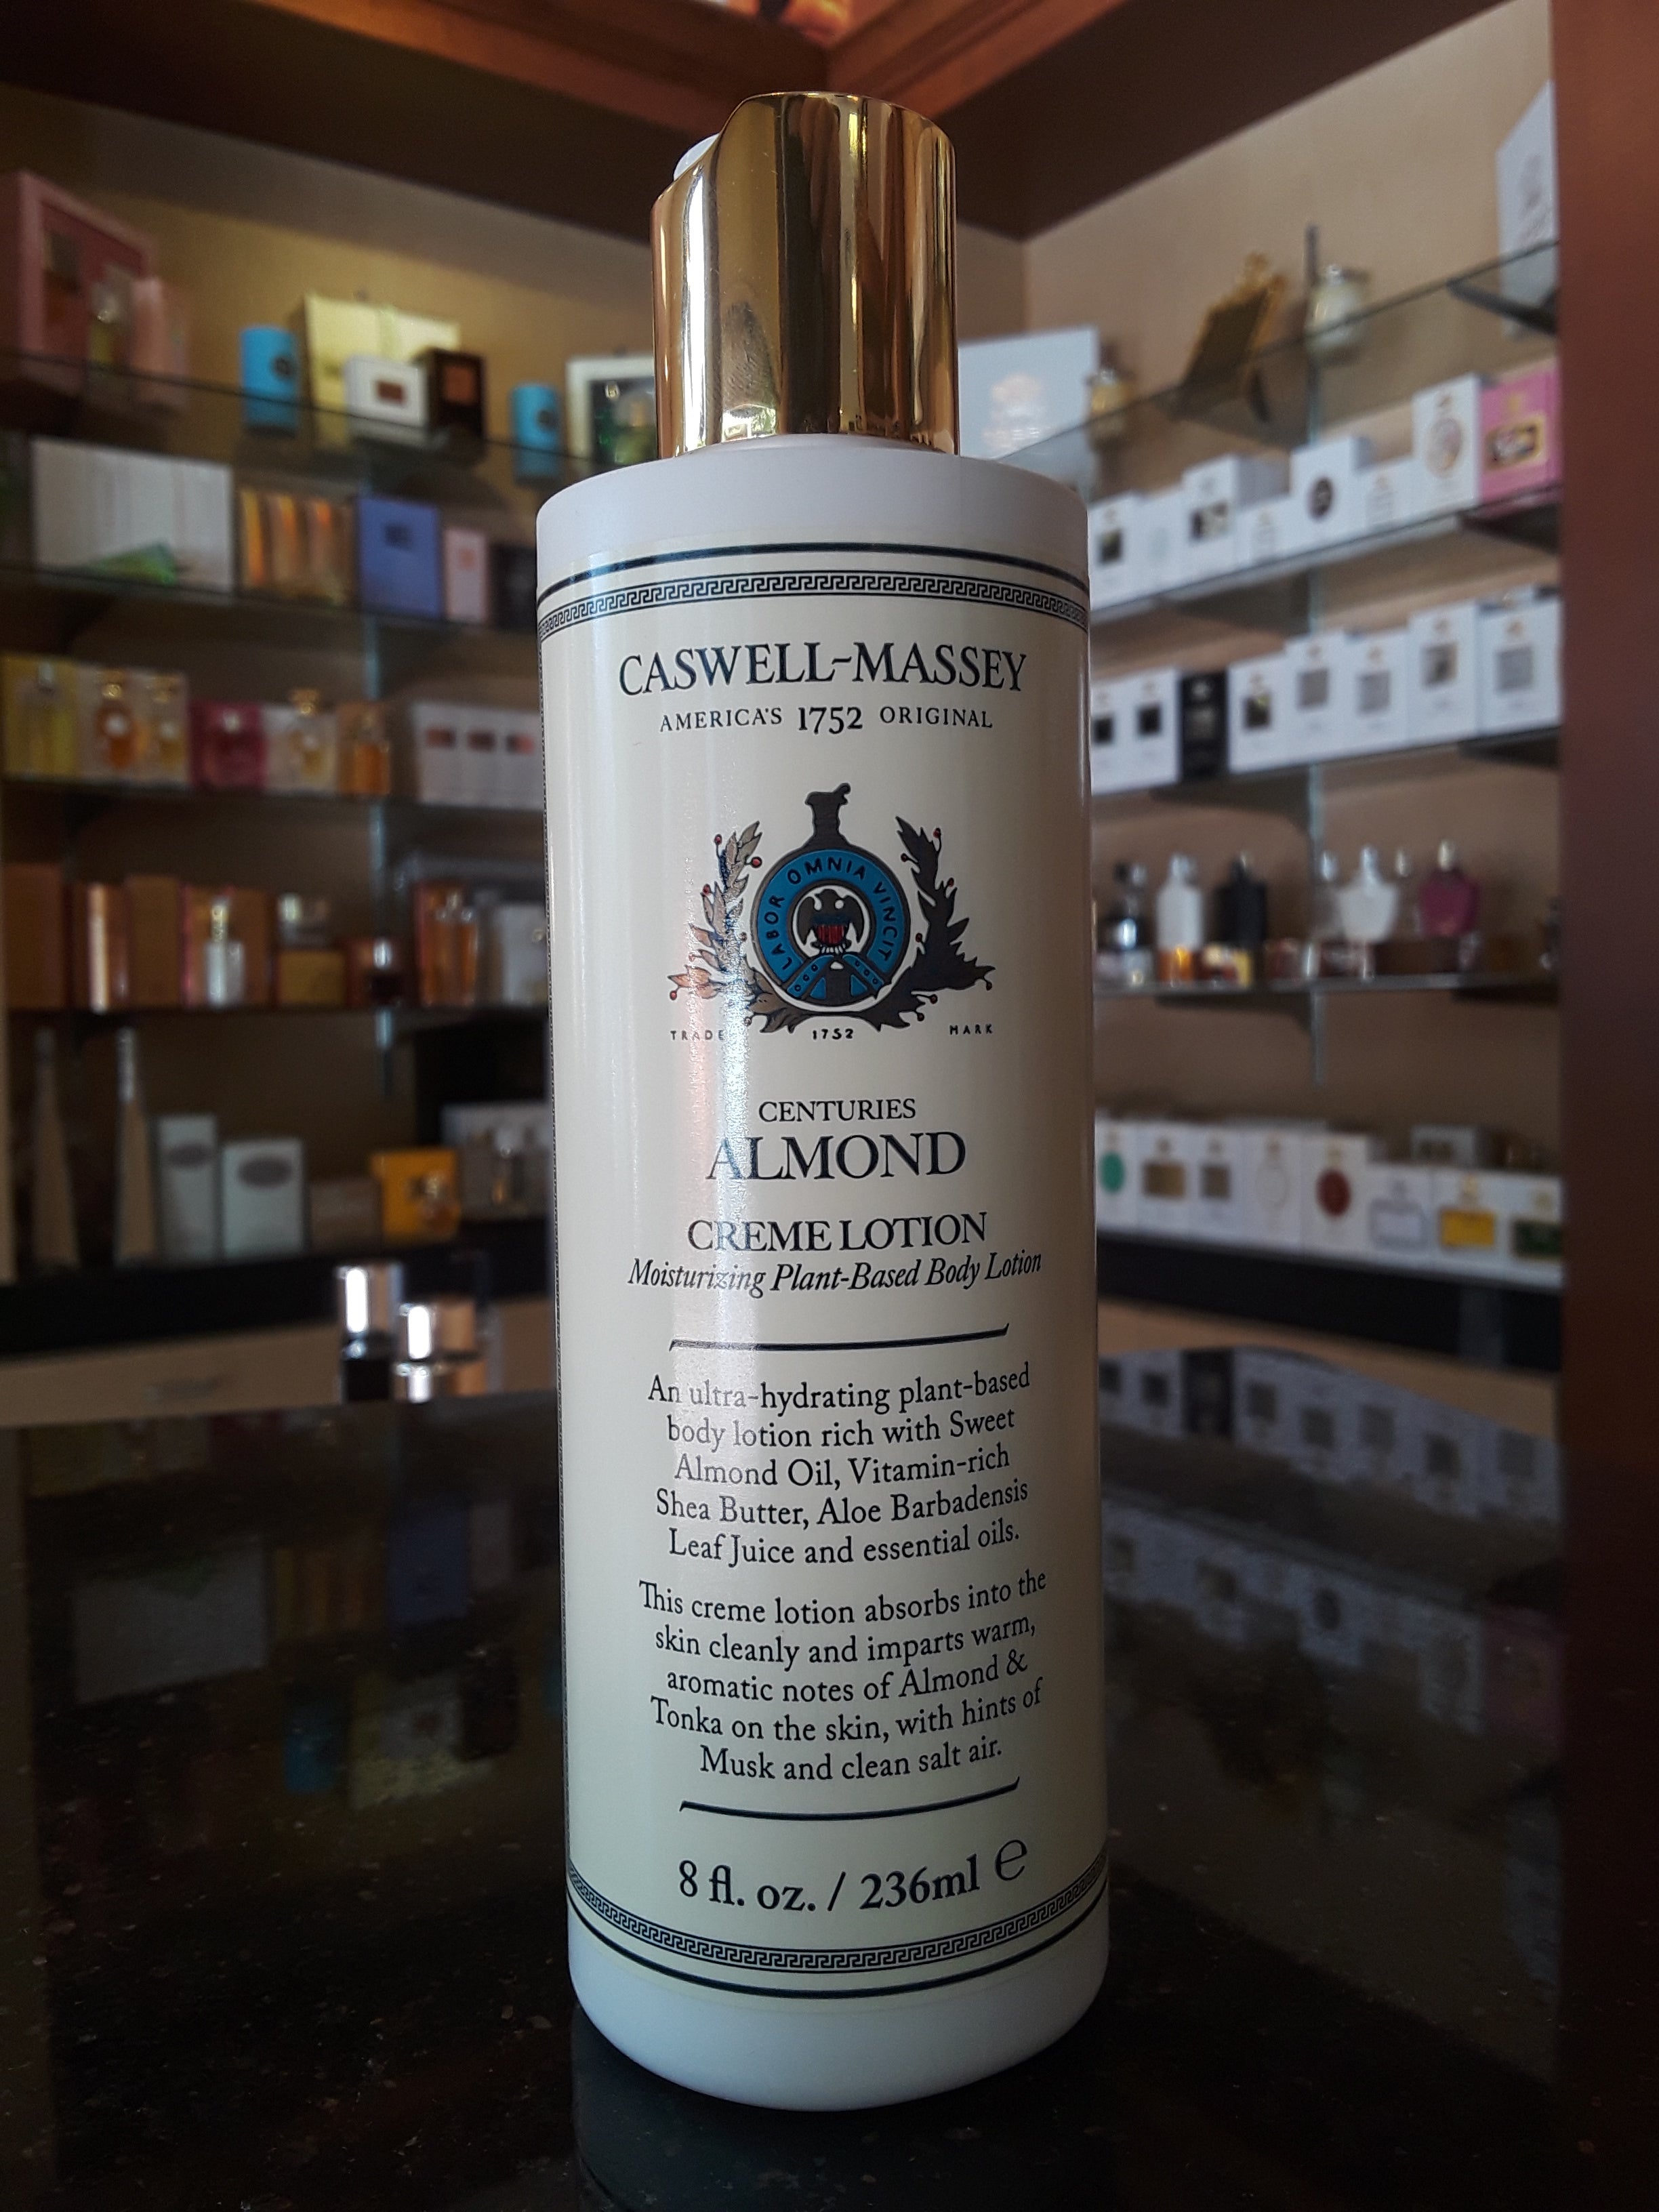 CASWELL-MASSEY
AMERICA'S 1752 ORIGINAL
LABOR OMNIA VINCIT
TRADE 1752 MARK
CENTURIES
ALMOND
CREME LOTION
Moisturizing Plant-Based Body Lotion
An ultra-hydrating plant-based
body lotion rich with Sweet
Almond Oil, Vitamin-rich
Shea Butter, Aloe Barbadensis
Leaf Juice and essential oils.
This creme lotion absorbs into the
skin cleanly and imparts warm,
aromatic notes of Almond &
Tonka on the skin, with hints of
Musk and clean salt air.
8 fl. oz. / 236ml ℮